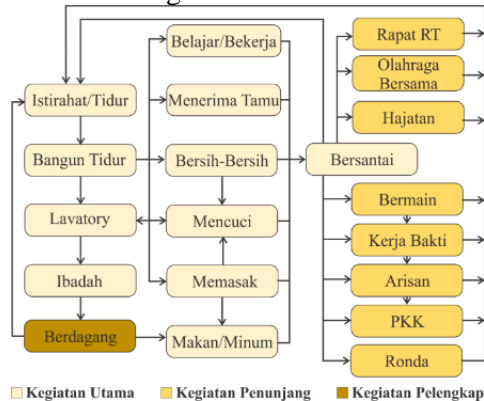 Belajar/Bekerja
Rapat RT
Olahraga
Bersama
Istirahat/Tidur
Menerima Tamu
Hajatan
Bangun Tidur
Bersih-Bersih
Bersantai
Lavatory
Mencuci
Bermain
Kerja Bakti
Ibadah
Memasak
Arisan
Berdagang
Makan/Minum
PKK
Ronda
Kegiatan Utama
Kegiatan Penunjang
Kegiatan Pelengkap